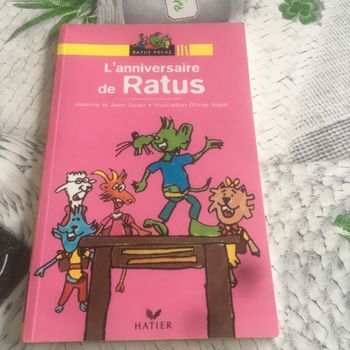 RATUS POCHE
L'anniversaire
de Ratus
Jeanine et Jean Guion • Illustration Olivier Vogel
HATIER